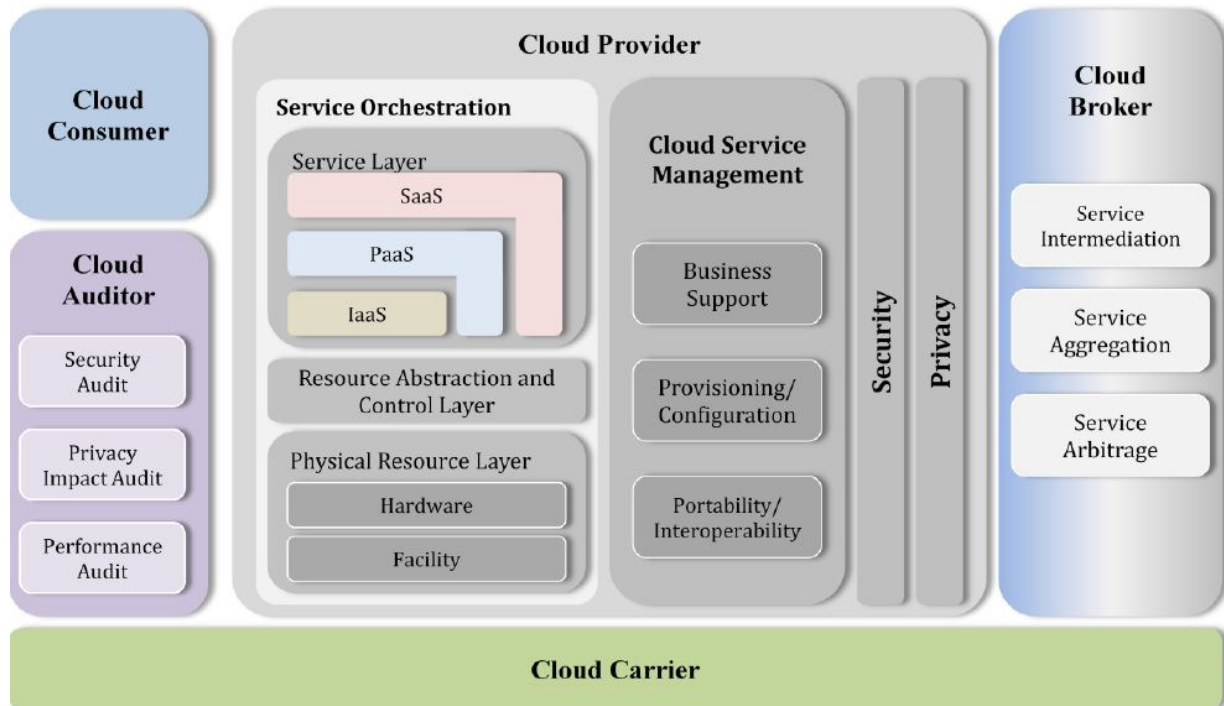 Cloud
Consumer
Cloud
Auditor
Security
Audit
Privacy
Impact Audit
Performance
Audit
Cloud Provider
Service Orchestration
Service Layer
SaaS
PaaS
IaaS
Resource Abstraction and
Control Layer
Physical Resource Layer
Hardware
Facility
Cloud Service
Management
Business
Support
Provisioning/
Configuration
Portability/
Interoperability
Security
Privacy
Cloud
Broker
Service
Intermediation
Service
Aggregation
Service
Arbitrage
Cloud Carrier